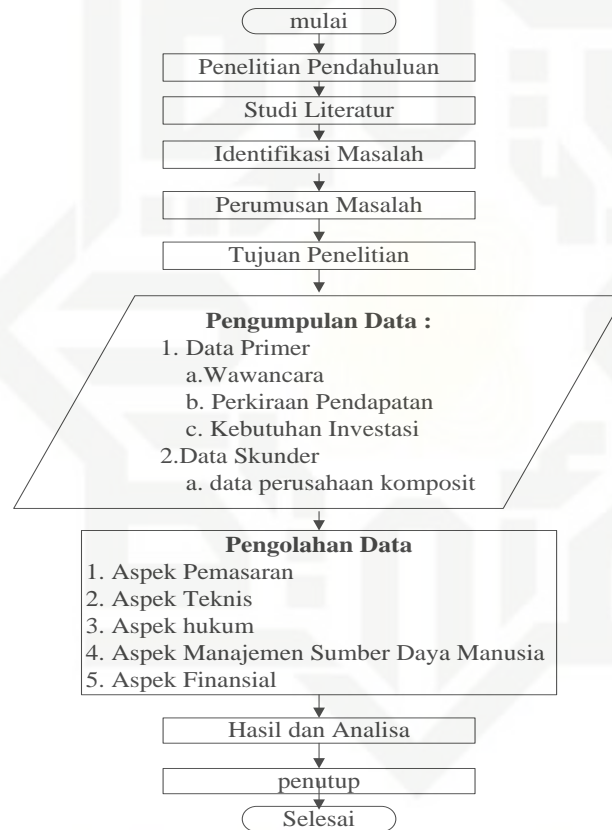 mulai
Penelitian Pendahuluan
Studi Literatur
Identifikasi Masalah
Perumusan Masalah
Tujuan Penelitian
Pengumpulan Data :
1. Data Primer
a.Wawancara
b. Perkiraan Pendapatan
c. Kebutuhan Investasi
2.Data Skunder
a. data perusahaan komposit
Pengolahan Data
1. Aspek Pemasaran
2. Aspek Teknis
3. Aspek hukum
4. Aspek Manajemen Sumber Daya Manusia
5. Aspek Finansial
Hasil dan Analisa
penutup
Selesai